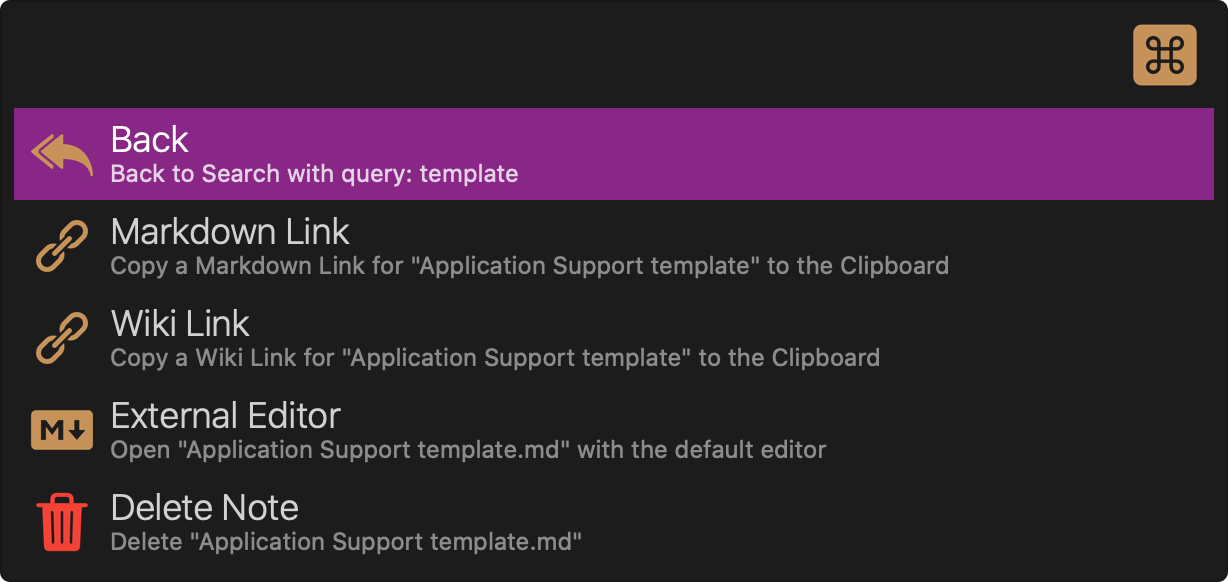 ⌘
Back
Back to Search with query: template
Markdown Link
Copy a Markdown Link for "Application Support template" to the Clipboard
Wiki Link
Copy a Wiki Link for "Application Support template" to the Clipboard
M↓
External Editor
Open "Application Support template.md" with the default editor
Delete Note
Delete "Application Support template.md"